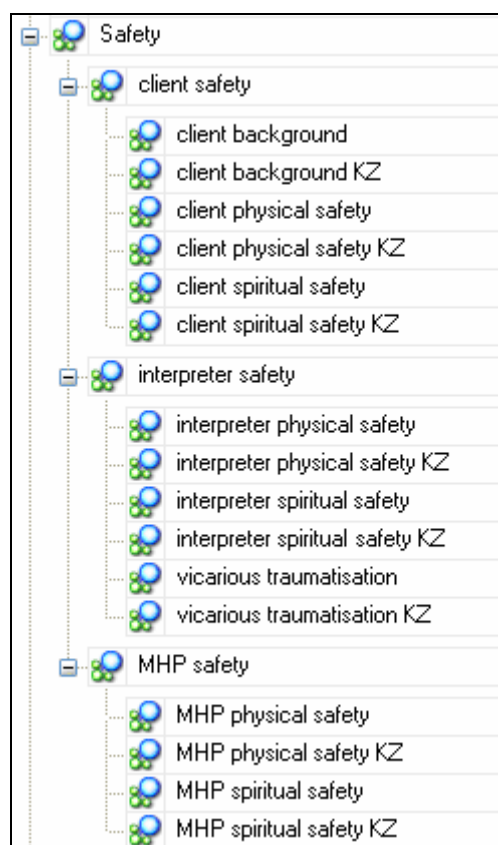 Safety
client safety
client background
client background KZ
client physical safety
client physical safety KZ
client spiritual safety
client spiritual safety KZ
interpreter safety
interpreter physical safety
interpreter physical safety KZ
interpreter spiritual safety
interpreter spiritual safety KZ
vicarious traumatisation
vicarious traumatisation KZ
MHP safety
MHP physical safety
MHP physical safety KZ
MHP spiritual safety
MHP spiritual safety KZ